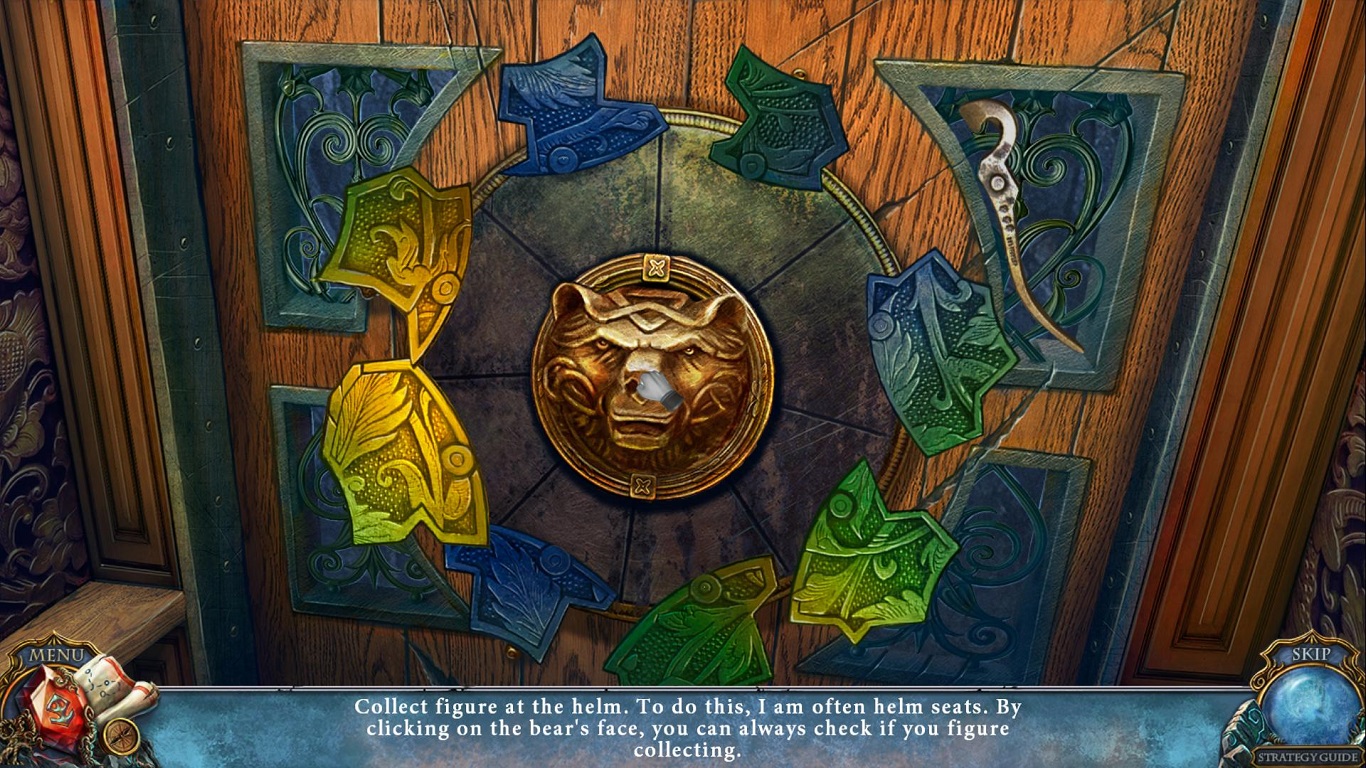 MENU
SKIP
Collect figure at the helm. To do this, I am often helm seats. By
clicking on the bear's face, you can always check if you figure
collecting.
STRATEGY GUIDE